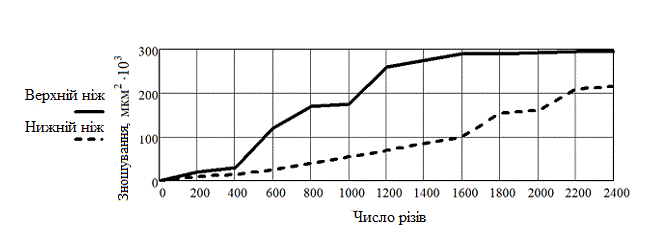 300
200
100
0
Зношування, мкм² ·10³
Верхній ніж
Нижній ніж
0 200 400 600 800 1000 1200 1400 1600 1800 2000 2200 2400
Число різів